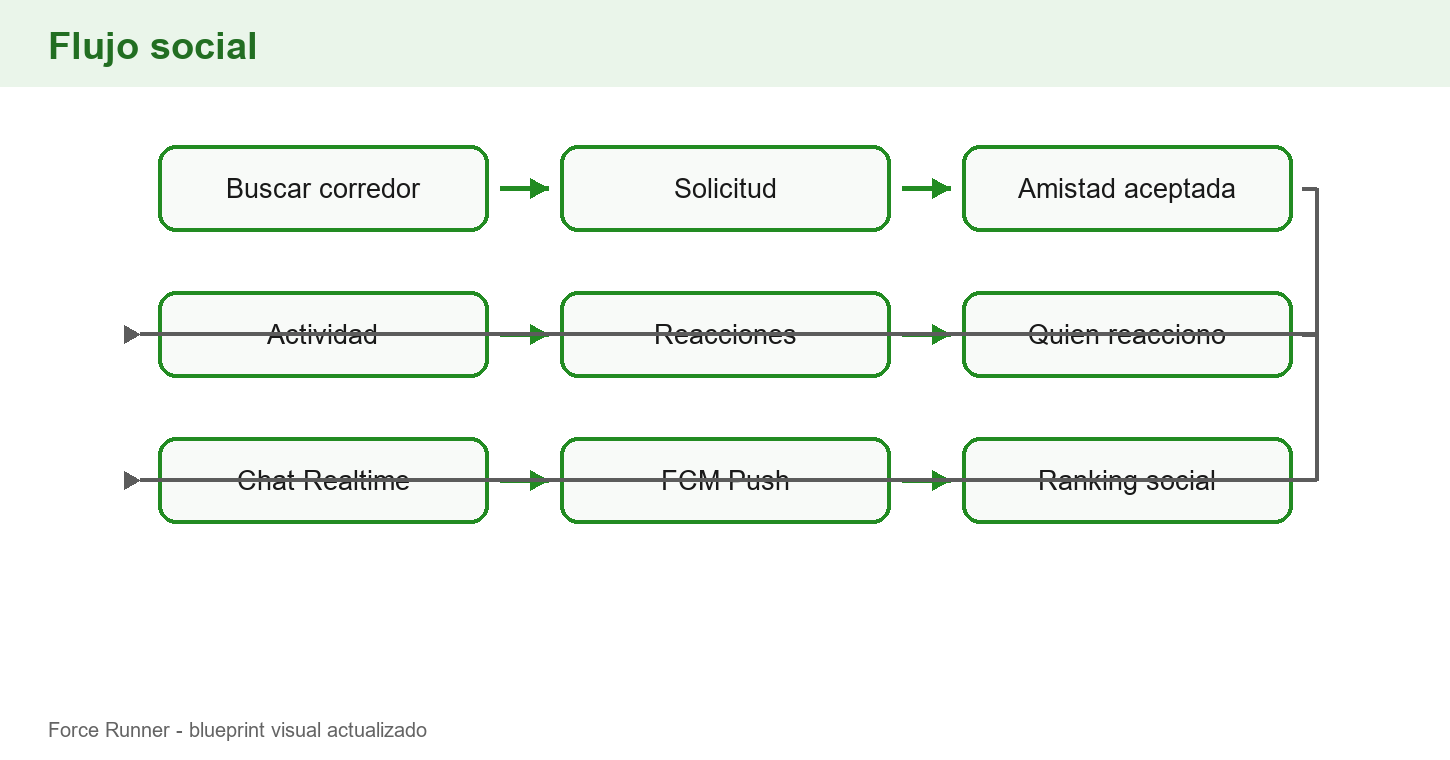 Flujo social
Buscar corredor
Solicitud
Amistad aceptada
Actividad
Reacciones
Quien reacciono
Chat Realtime
FCM Push
Ranking social
Force Runner - blueprint visual actualizado